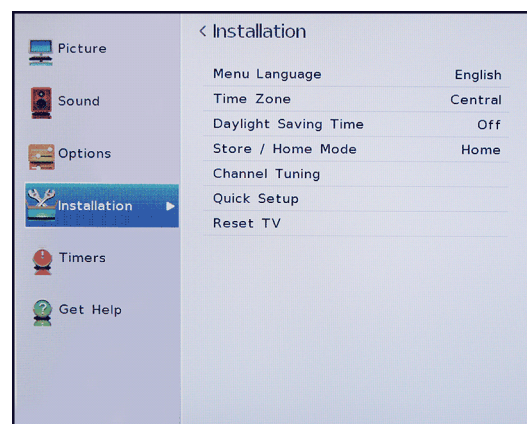 Picture
Sound
Options
Installation
Timers
Get Help
< Installation
Menu Language English
Time Zone Central
Daylight Saving Time Off
Store / Home Mode Home
Channel Tuning
Quick Setup
Reset TV